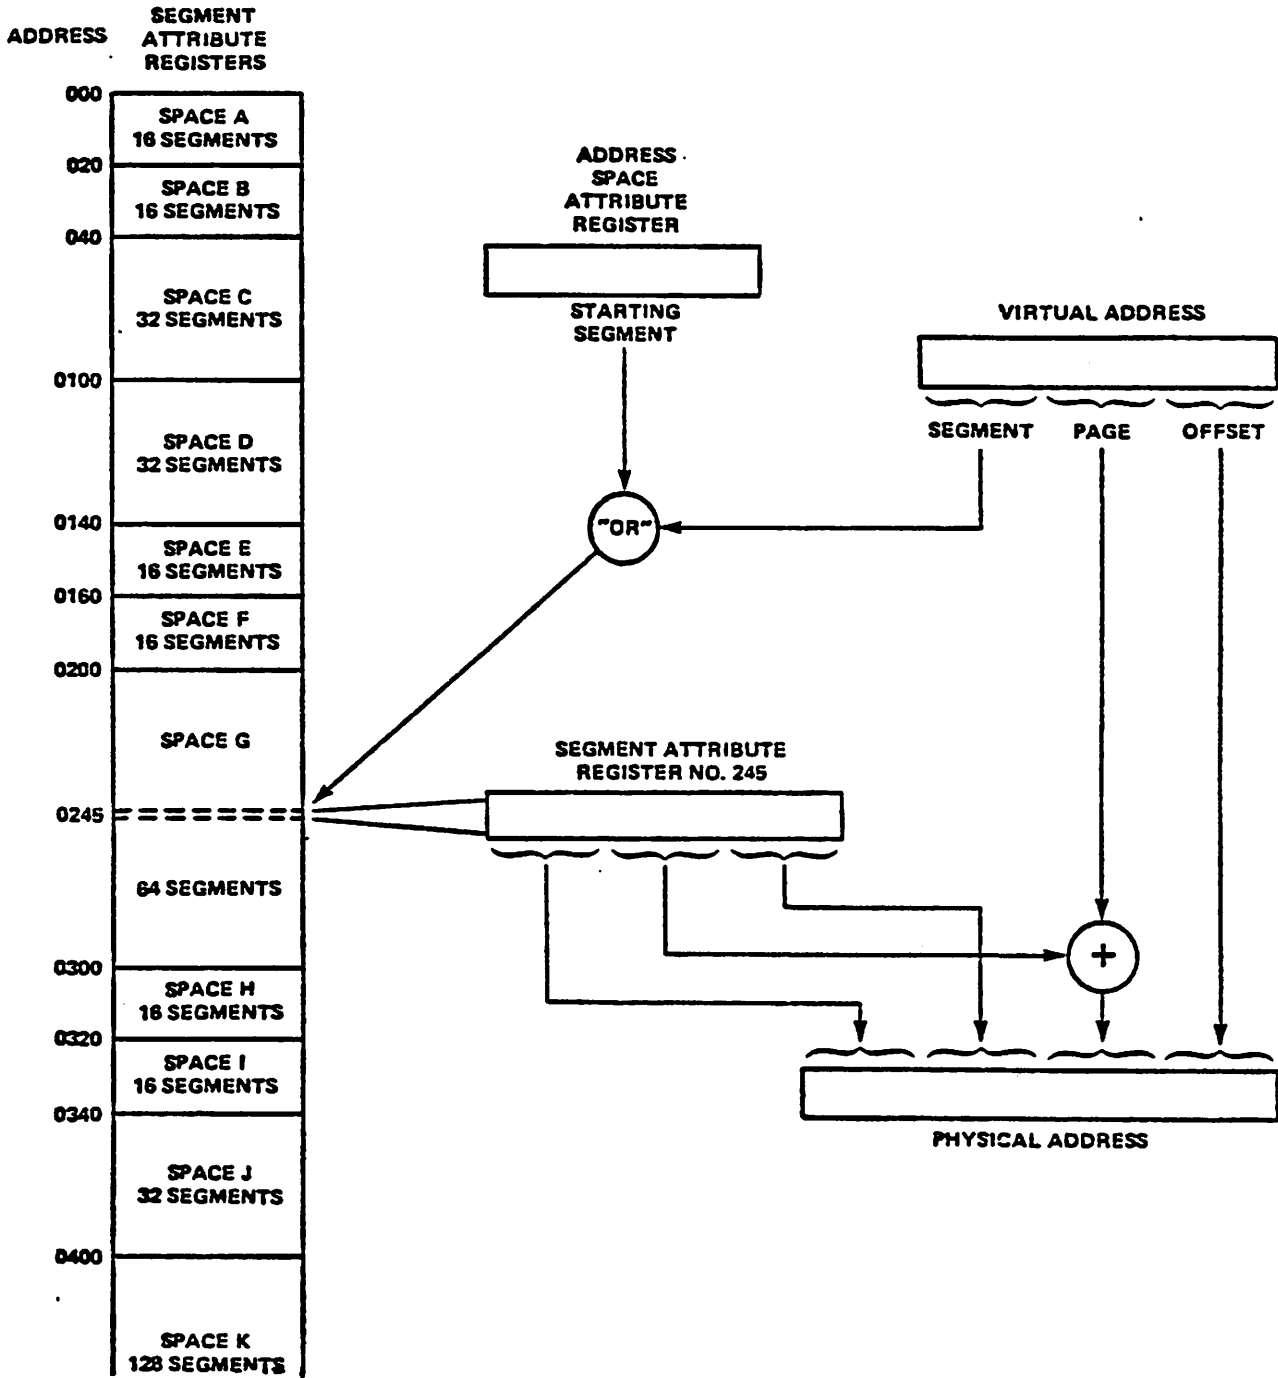 ADDRESS
SEGMENT
ATTRIBUTE
REGISTERS
000
SPACE A
16 SEGMENTS
020
SPACE B
16 SEGMENTS
040
SPACE C
32 SEGMENTS
0100
SPACE D
32 SEGMENTS
0140
SPACE E
16 SEGMENTS
0160
SPACE F
16 SEGMENTS
0200
SPACE G
0245
64 SEGMENTS
0300
SPACE H
16 SEGMENTS
0320
SPACE I
16 SEGMENTS
0340
SPACE J
32 SEGMENTS
0400
SPACE K
128 SEGMENTS
ADDRESS
SPACE
ATTRIBUTE
REGISTER
STARTING
SEGMENT
VIRTUAL ADDRESS
SEGMENT
PAGE
OFFSET
"OR"
SEGMENT ATTRIBUTE
REGISTER NO. 245
+
PHYSICAL ADDRESS